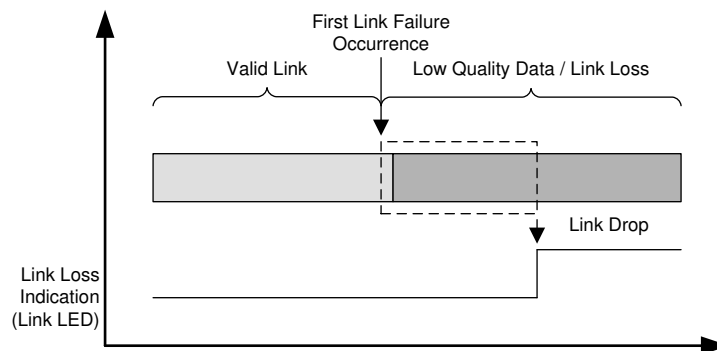 First Link Failure
Occurrence
Valid Link
Low Quality Data / Link Loss
Link Drop
Link Loss
Indication
(Link LED)